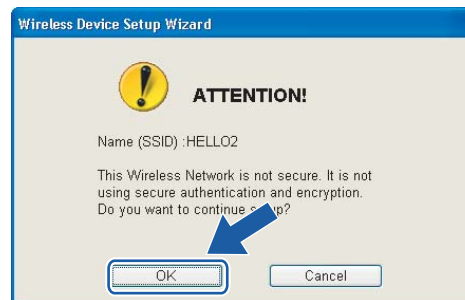 Wireless Device Setup Wizard
ATTENTION!
Name (SSID) :HELLO2
This Wireless Network is not secure. It is not
using secure authentication and encryption.
Do you want to continue setup?
OK
Cancel